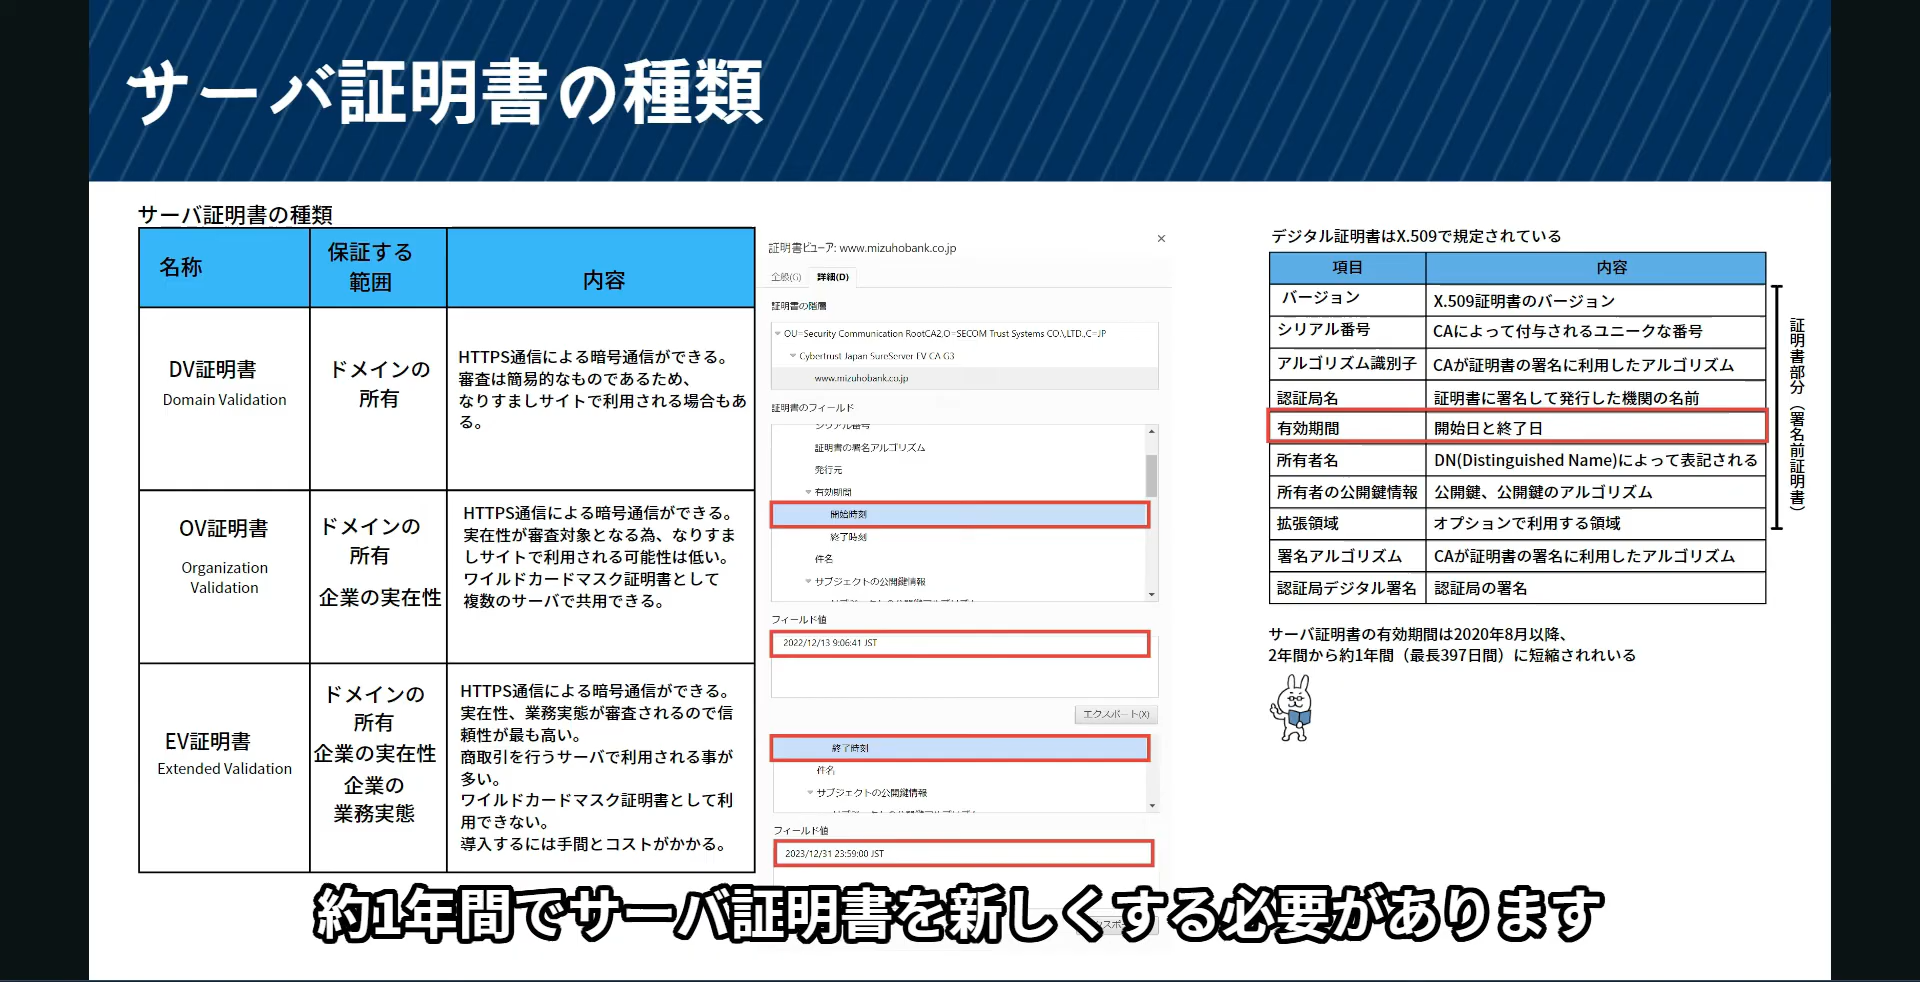 サーバ証明書の種類
サーバ証明書の種類
名称
保証する
範囲
内容
DV証明書
Domain Validation
ドメインの
所有
HTTPS通信による暗号通信ができる。
審査は簡易的なものであるため、
なりすましサイトで利用される場合もあ
る。
OV証明書
Organization
Validation
ドメインの
所有
企業の実在性
HTTPS通信による暗号通信ができる。
実在性が審査対象となる為、なりすま
しサイトで利用される可能性は低い。
ワイルドカードマスク証明書として
複数のサーバで共用できる。
EV証明書
Extended Validation
ドメインの
所有
企業の実在性
企業の
業務実態
HTTPS通信による暗号通信ができる。
実在性、業務実態が審査されるので信
頼性が最も高い。
商取引を行うサーバで利用される事が
多い。
ワイルドカードマスク証明書として利
用できない。
導入するには手間とコストがかかる。
証明書ビューア: www.mizuhobank.co.jp
全般(G)
詳細(D)
証明書の階層
OU=Security Communication RootCA2,O=SECOM Trust Systems CO.\,LTD.,C=JP
Cybertrust Japan SureServer EV CA G3
www.mizuhobank.co.jp
証明書のフィールド
シリアル番号
証明書の署名アルゴリズム
発行元
有効期間
開始時刻
終了時刻
件名
サブジェクトの公開鍵情報
フィールド値
2022/12/13 9:06:41 JST
エクスポート(X)
終了時刻
件名
サブジェクトの公開鍵情報
フィールド値
2023/12/31 23:59:00 JST
デジタル証明書はX.509で規定されている
項目
内容
バージョン
X.509証明書のバージョン
シリアル番号
CAによって付与されるユニークな番号
アルゴリズム識別子
CAが証明書の署名に利用したアルゴリズム
認証局名
証明書に署名して発行した機関の名前
有効期間
開始日と終了日
所有者名
DN(Distinguished Name)によって表記される
所有者の公開鍵情報
公開鍵、公開鍵のアルゴリズム
拡張領域
オプションで利用する領域
署名アルゴリズム
CAが証明書の署名に利用したアルゴリズム
認証局デジタル署名
認証局の署名
証明書部分（署名前証明書）
サーバ証明書の有効期間は2020年8月以降、
2年間から約1年間（最長397日間）に短縮されれいる
約1年間でサーバ証明書を新しくする必要があります